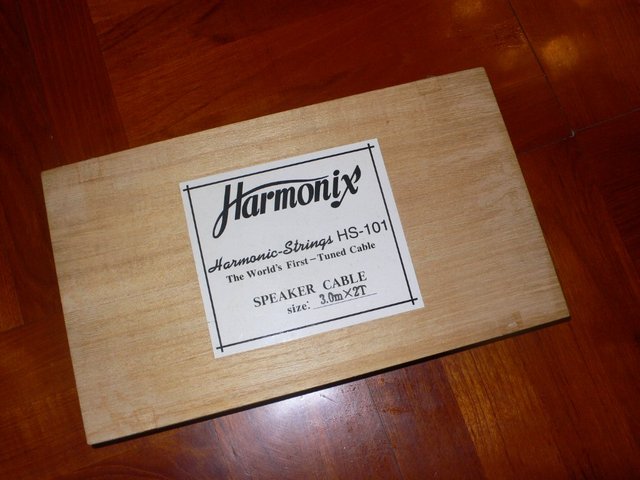 Harmonix
Harmonic-Strings HS-101
The World's First-Tuned Cable
SPEAKER CABLE
size: 3.0m×2T